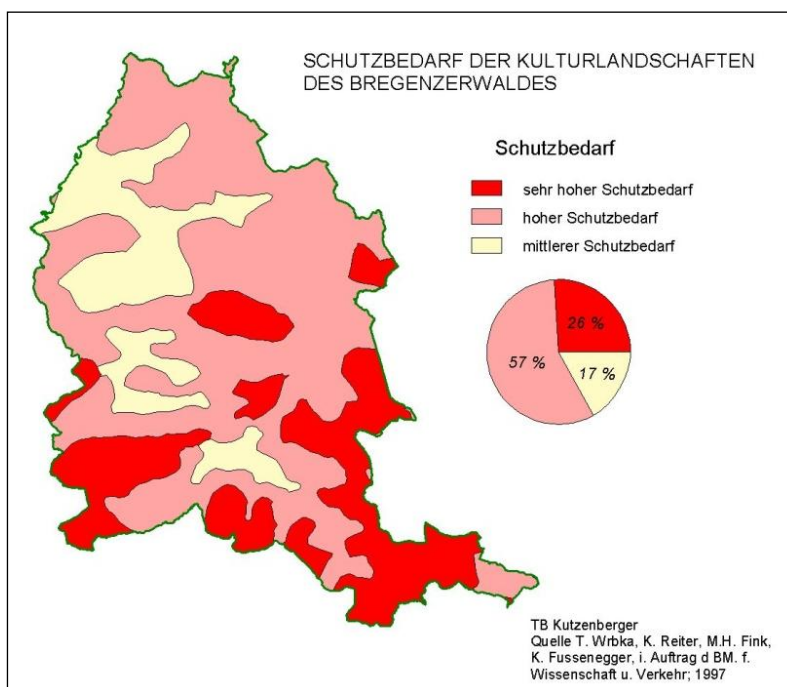 SCHUTZBEDARF DER KULTURLANDSCHAFTEN
DES BREGENZERWALDES
Schutzbedarf
sehr hoher Schutzbedarf
hoher Schutzbedarf
mittlerer Schutzbedarf
26 %
57 %
17 %
TB Kutzenberger
Quelle T. Wrbka, K. Reiter, M.H. Fink,
K. Fussenegger, i. Auftrag d BM. f.
Wissenschaft u. Verkehr; 1997